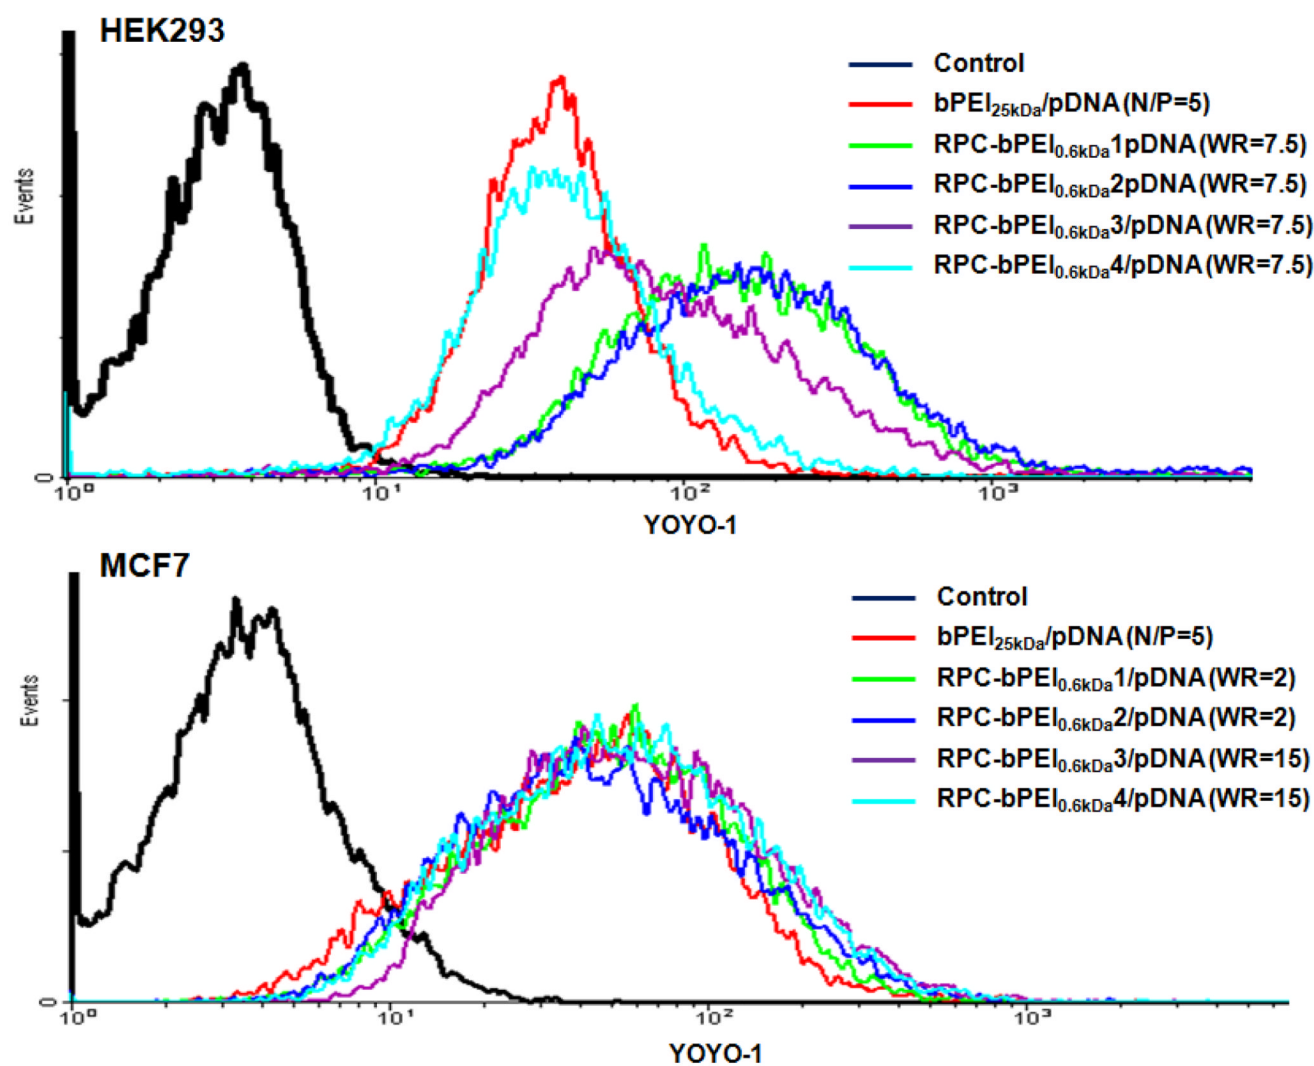 HEK293
Control
bPEI25kDa/pDNA(N/P=5)
RPC-bPEI0.6kDa1pDNA(WR=7.5)
RPC-bPEI0.6kDa2pDNA(WR=7.5)
RPC-bPEI0.6kDa3/pDNA(WR=7.5)
RPC-bPEI0.6kDa4/pDNA(WR=7.5)
Events
0
10⁰ 10¹ 10² 10³
YOYO-1
MCF7
Control
bPEI25kDa/pDNA(N/P=5)
RPC-bPEI0.6kDa1/pDNA(WR=2)
RPC-bPEI0.6kDa2/pDNA(WR=2)
RPC-bPEI0.6kDa3/pDNA(WR=15)
RPC-bPEI0.6kDa4/pDNA(WR=15)
Events
0
10⁰ 10¹ 10² 10³
YOYO-1